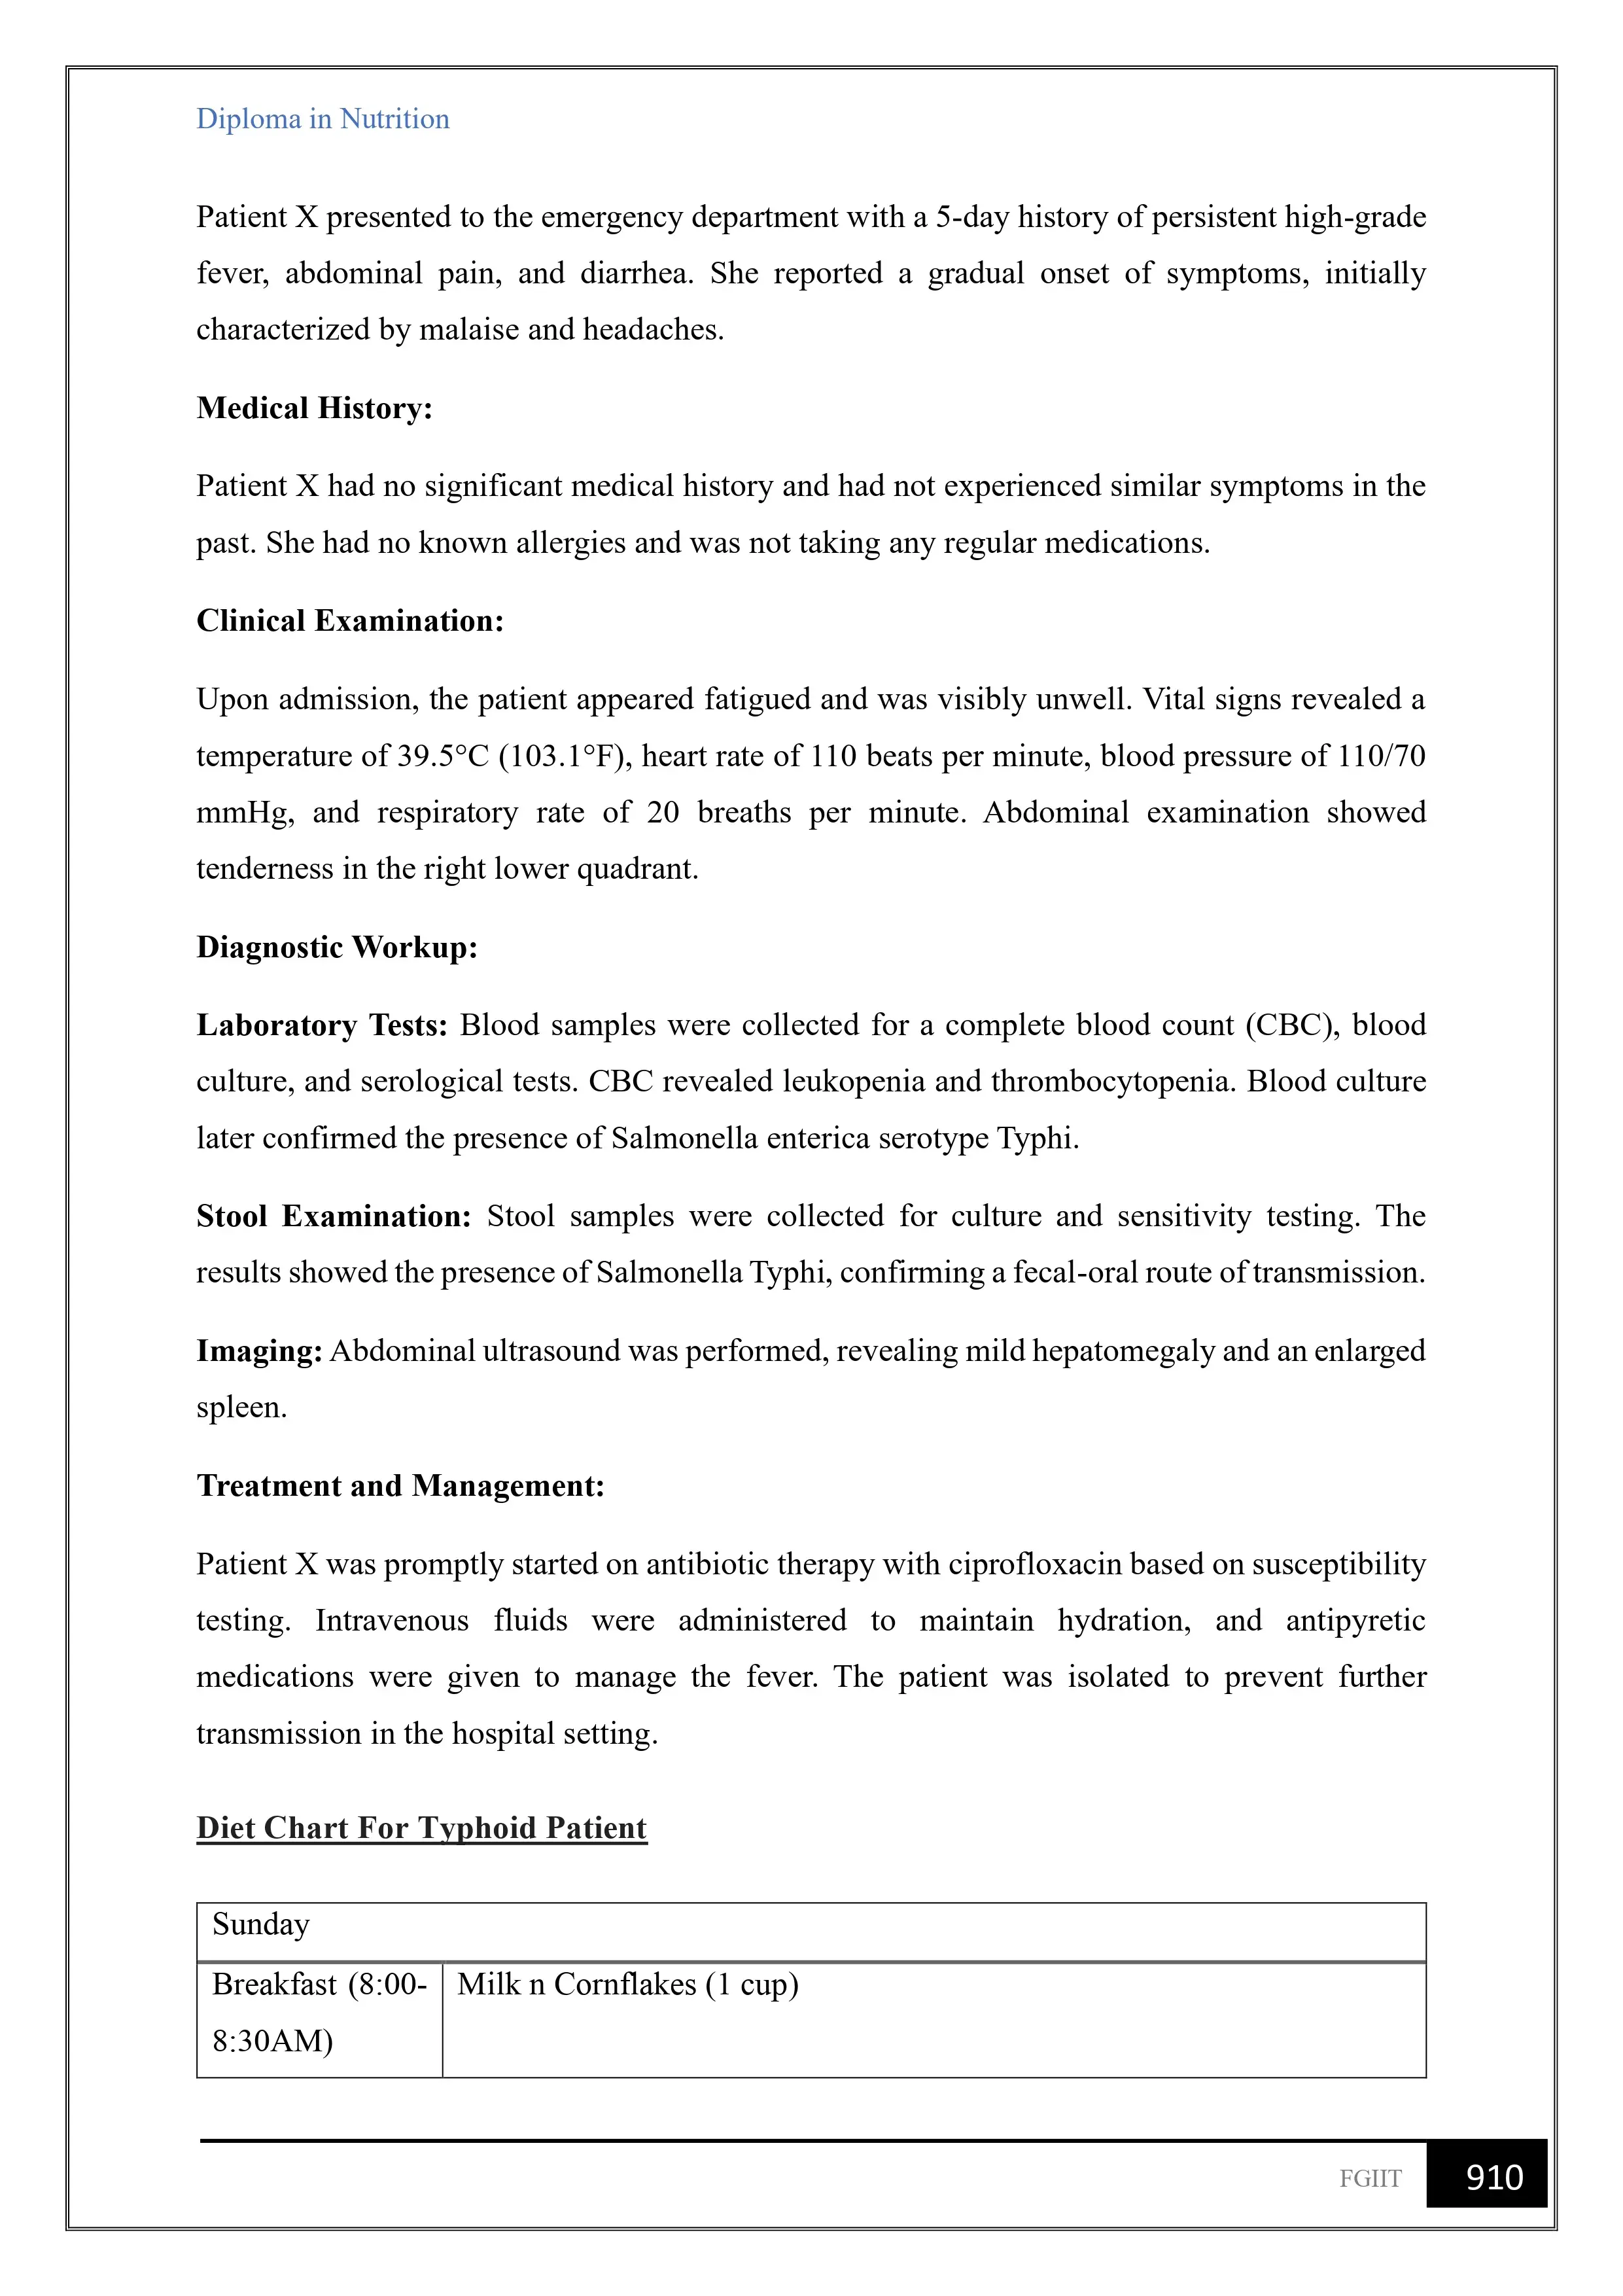 Diploma in Nutrition
Patient X presented to the emergency department with a 5-day history of persistent high-grade
fever, abdominal pain, and diarrhea. She reported a gradual onset of symptoms, initially
characterized by malaise and headaches.
Medical History:
Patient X had no significant medical history and had not experienced similar symptoms in the
past. She had no known allergies and was not taking any regular medications.
Clinical Examination:
Upon admission, the patient appeared fatigued and was visibly unwell. Vital signs revealed a
temperature of 39.5°C (103.1°F), heart rate of 110 beats per minute, blood pressure of 110/70
mmHg, and respiratory rate of 20 breaths per minute. Abdominal examination showed
tenderness in the right lower quadrant.
Diagnostic Workup:
Laboratory Tests: Blood samples were collected for a complete blood count (CBC), blood
culture, and serological tests. CBC revealed leukopenia and thrombocytopenia. Blood culture
later confirmed the presence of Salmonella enterica serotype Typhi.
Stool Examination: Stool samples were collected for culture and sensitivity testing. The
results showed the presence of Salmonella Typhi, confirming a fecal-oral route of transmission.
Imaging: Abdominal ultrasound was performed, revealing mild hepatomegaly and an enlarged
spleen.
Treatment and Management:
Patient X was promptly started on antibiotic therapy with ciprofloxacin based on susceptibility
testing. Intravenous fluids were administered to maintain hydration, and antipyretic
medications were given to manage the fever. The patient was isolated to prevent further
transmission in the hospital setting.
Diet Chart For Typhoid Patient
Sunday
Breakfast (8:00-
8:30AM)
Milk n Cornflakes (1 cup)
FGIIT
910